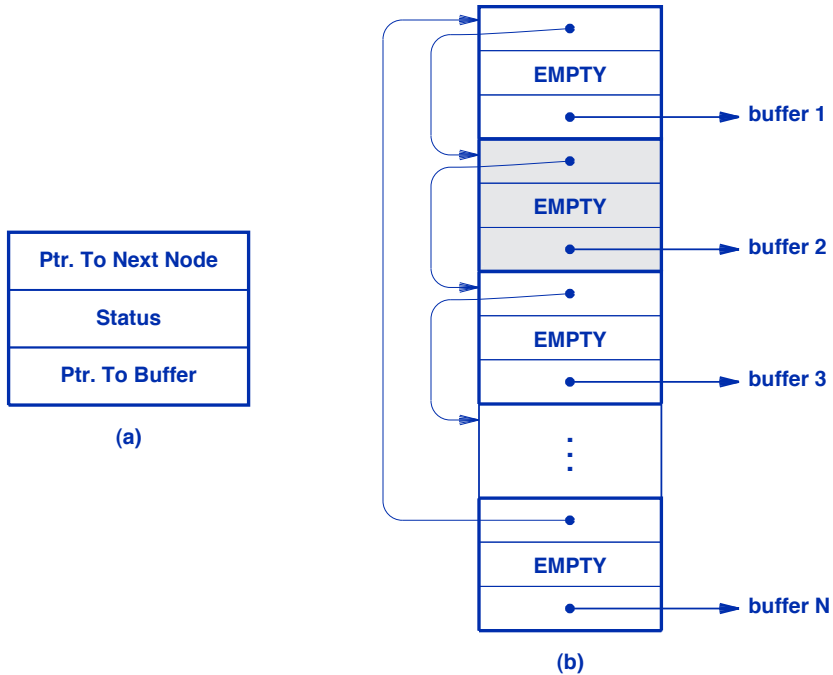 Ptr. To Next Node
Status
Ptr. To Buffer
(a)
EMPTY
buffer 1
EMPTY
buffer 2
EMPTY
buffer 3
EMPTY
buffer N
(b)